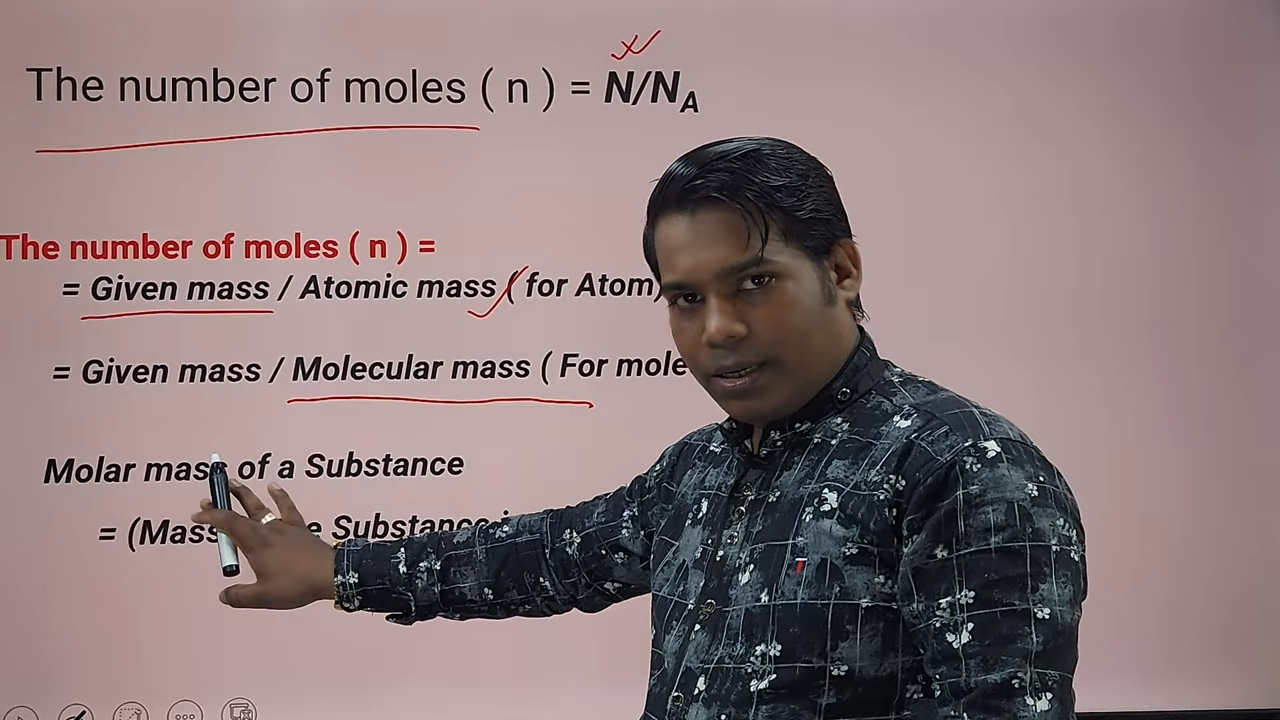 The number of moles ( n ) = N/NA
The number of moles ( n ) =
= Given mass / Atomic mass ( for Atom)
= Given mass / Molecular mass ( For
Molar mass of a Substance
= (Mass Substance